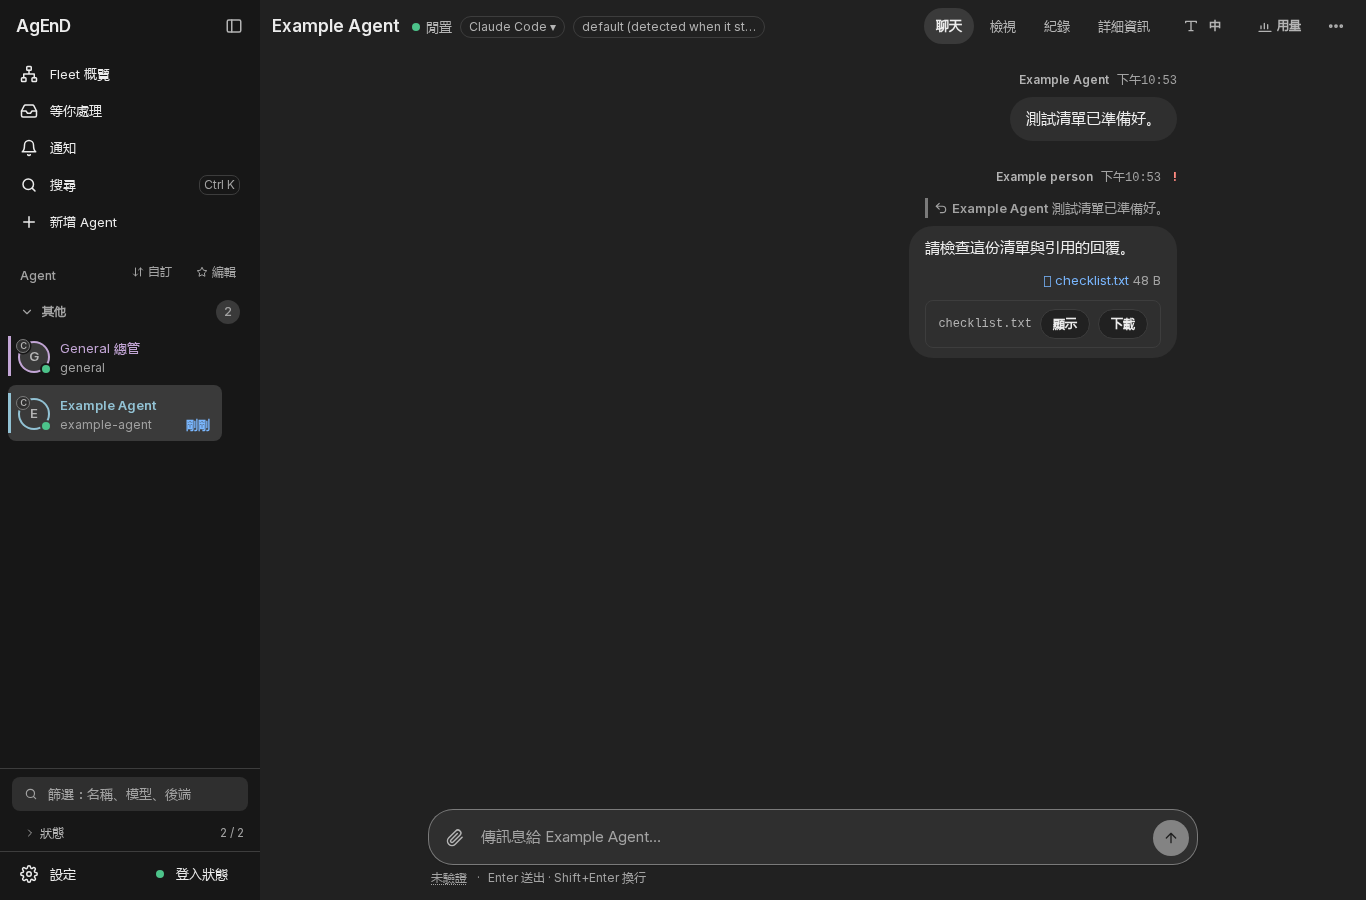 AgEnD
Fleet 概覽
等你處理
通知
搜尋 Ctrl K
新增 Agent
Agent 自訂 編輯
其他 2
C G General 總管
general
C E Example Agent
example-agent 剛剛
篩選：名稱、模型、後端
狀態 2 / 2
設定 登入狀態
Example Agent 閒置 Claude Code ▾ default (detected when it st… 聊天 檢視 紀錄 詳細資訊 中 用量 •••
Example Agent 下午10:53
測試清單已準備好。
Example person 下午10:53 !
Example Agent 測試清單已準備好。
請檢查這份清單與引用的回覆。
checklist.txt 48 B
checklist.txt 顯示 下載
傳訊息給 Example Agent...
未驗證 · Enter 送出 · Shift+Enter 換行